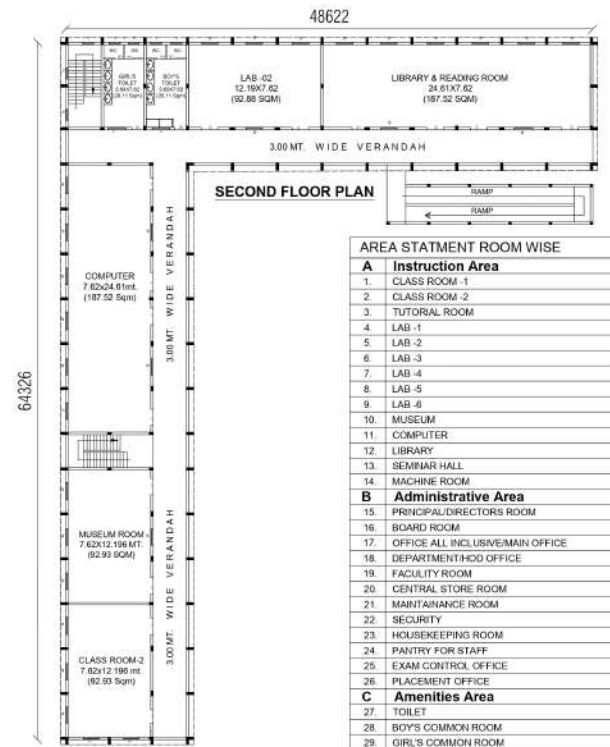 48622
64326
WC
WC
WC
WC
GIRL'S
TOILET
BOY'S
TOILET
LAB -02
12.19X7.62
(92.88 SQM)
LIBRARY & READING ROOM
24.61X7.62
(187.52 SQM)
3.00 MT. WIDE VERANDAH
SECOND FLOOR PLAN
RAMP
RAMP
COMPUTER
7.62x24.61mt.
(187.52 Sqm)
3.00 MT. WIDE VERANDAH
MUSEUM ROOM
7.62X12.196 MT.
(92.93 SQM)
3.00 MT. WIDE VERANDAH
CLASS ROOM-2
7.62x12.196 mt.
(92.93 Sqm)
AREA STATMENT ROOM WISE
A Instruction Area
1. CLASS ROOM -1
2. CLASS ROOM -2
3. TUTORIAL ROOM
4. LAB -1
5. LAB -2
6. LAB -3
7. LAB -4
8. LAB -5
9. LAB -6
10. MUSEUM
11. COMPUTER
12. LIBRARY
13. SEMINAR HALL
14. MACHINE ROOM
B Administrative Area
15. PRINCIPAL/DIRECTORS ROOM
16. BOARD ROOM
17. OFFICE ALL INCLUSIVE/MAIN OFFICE
18. DEPARTMENT/HOD OFFICE
19. FACULITY ROOM
20. CENTRAL STORE ROOM
21. MAINTAINANCE ROOM
22. SECURITY
23. HOUSEKEEPING ROOM
24. PANTRY FOR STAFF
25. EXAM CONTROL OFFICE
26. PLACEMENT OFFICE
C Amenities Area
27. TOILET
28. BOY'S COMMON ROOM
29. GIRL'S COMMON ROOM